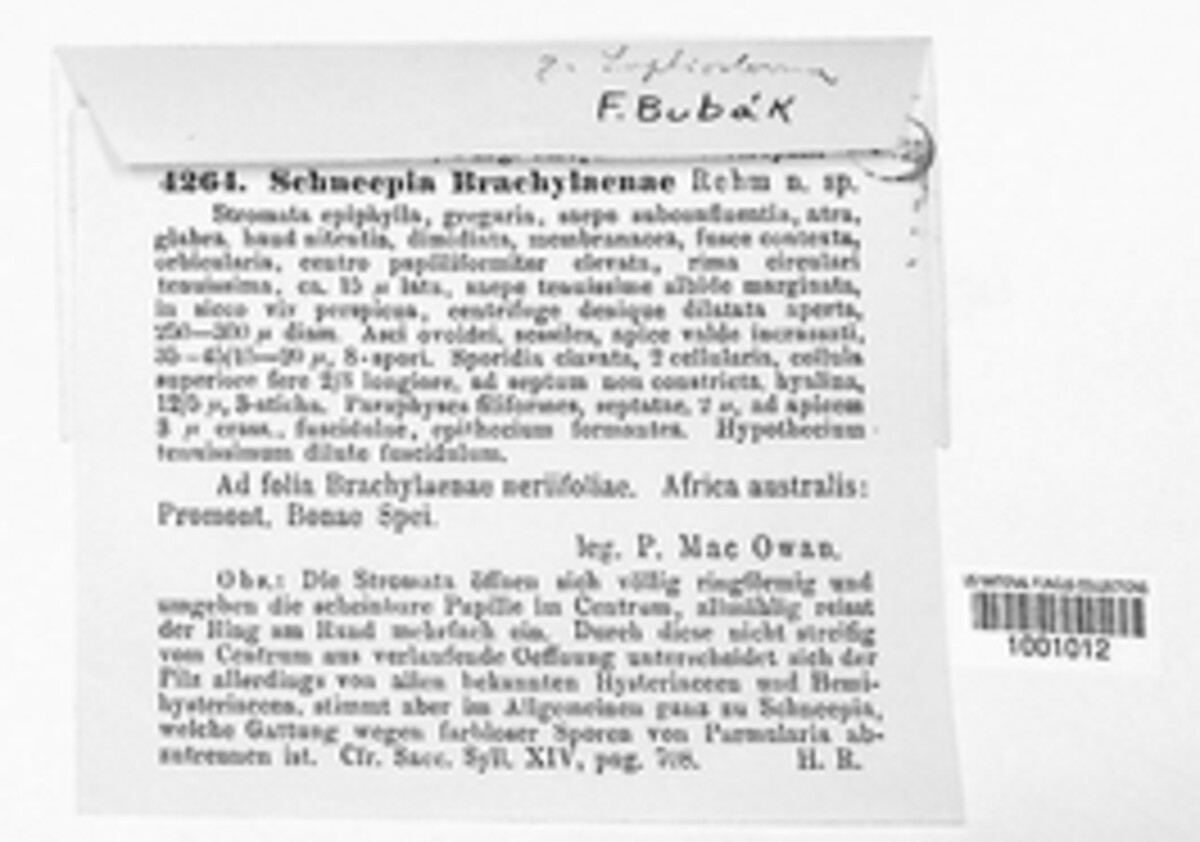 F. Bubák
4264. Schneepia Brachylaenae Rehm n. sp.
Stromata epiphylla, gregaria, saepe subconfluentia, atra,
glabra, haud nitentia, dimidiata, membranacea, fusce contexta,
orbicularia, centro papilliformiter elevata, rima circulari
tenuissima, ca. 15 µ lata, saepe tenuissime albide marginata,
in sicco vix perspicua, centrifuge denique dilatata aperta,
250—300 µ diam. Asci ovoidei, sessiles, apice valde incrassati,
8-spori. Sporidia clavata, 2 cellularia, cellula
superiore fere 2/3 longiore, ad septum non constricta, hyalina,
12/5 µ, 3-sticha. Paraphyses filiformes, septatae, 2 µ, ad apicem
3 µ crass., fuscidulae, epithecium formantes. Hypothecium
tenuissimum dilute fuscidulum.
Ad folia Brachylaenae neriifoliae. Africa australis:
Promont. Bonae Spei.
leg. P. Mac Owan.
Obs.: Die Stromata öffnen sich völlig ringförmig und
umgeben die scheinbare Papille im Centrum, allmählig reisst
der Ring am Rand mehrfach ein. Durch diese nicht streifig
vom Centrum aus verlaufende Oeffnung unterscheidet sich der
Pilz allerdings von allen bekannten Hysteriaceen und Hemi-
hysteriaceen, stimmt aber im Allgemeinen ganz zu Schneepia,
welche Gattung wegen farbloser Sporen von Parmularia ab-
zutrennen ist. Cfr. Sacc. Syll. XIV, pag. 708. H. R.
US NATIONAL FUNGUS COLLECTIONS
1001012